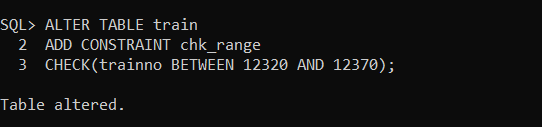 SQL> ALTER TABLE train
  2  ADD CONSTRAINT chk_range
  3  CHECK(trainno BETWEEN 12320 AND 12370);
Table altered.